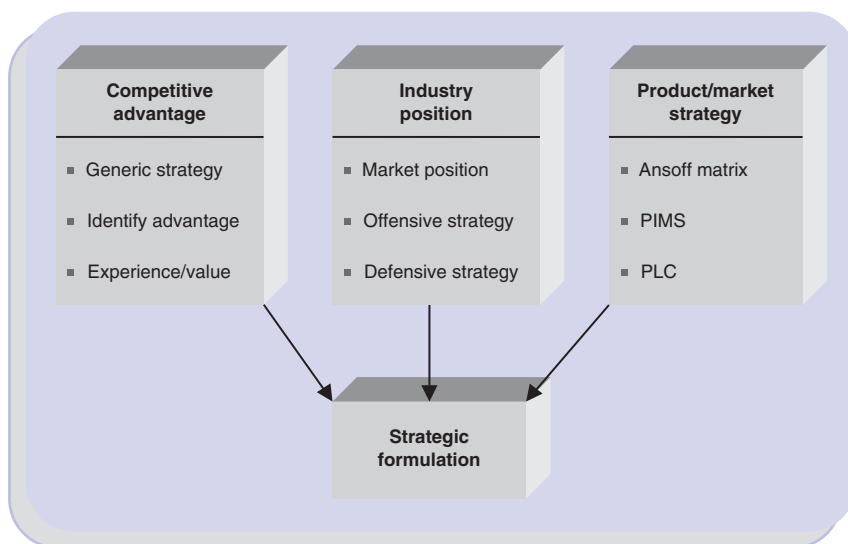 Competitive
advantage
Generic strategy
Identify advantage
Experience/value
Industry
position
Market position
Offensive strategy
Defensive strategy
Product/market
strategy
Ansoff matrix
PIMS
PLC
Strategic
formulation